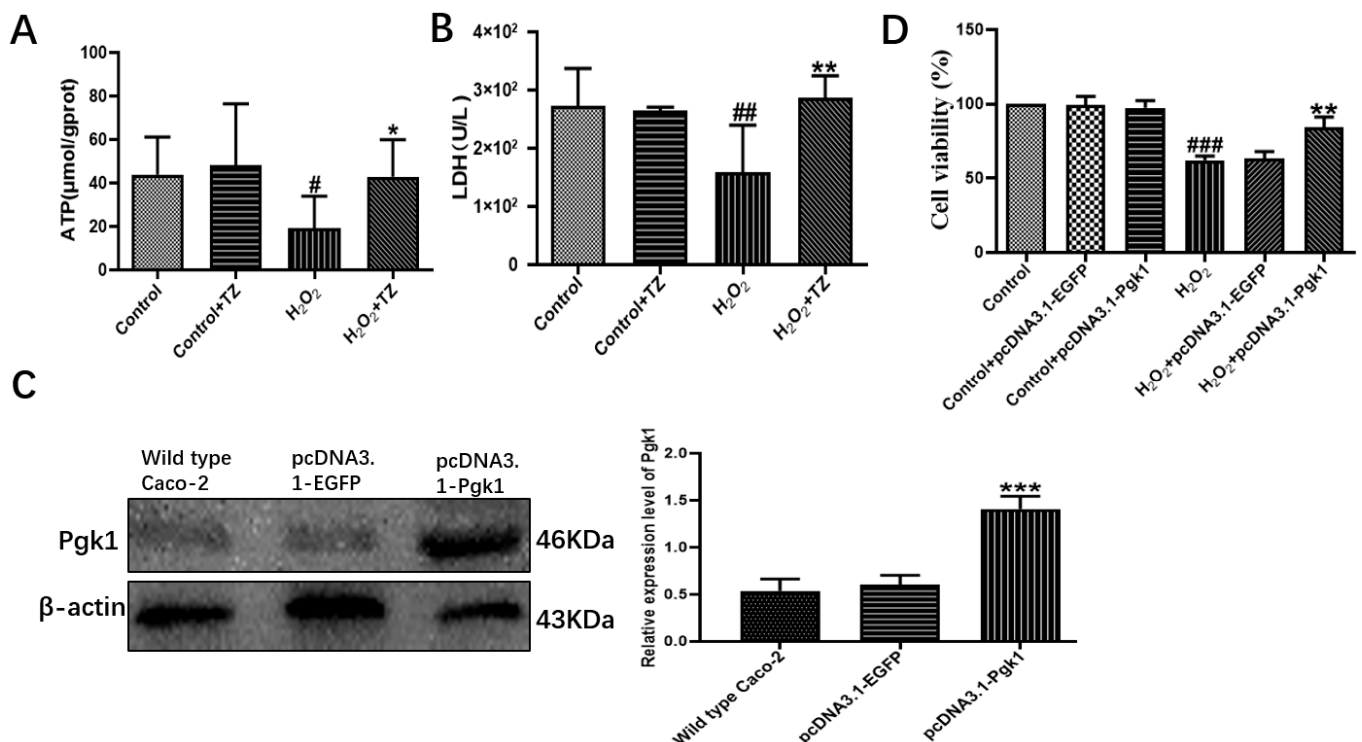 A
ATP(μmol/gprot)
100
80
60
40
20
0
#
*
Control
Control+TZ
H₂O₂
H₂O₂+TZ
B
LDH(U/L)
4×10²
3×10²
2×10²
1×10²
0
##
**
Control
Control+TZ
H₂O₂
H₂O₂+TZ
D
Cell viability (%)
150
100
50
0
###
**
Control
Control+pcDNA3.1-EGFP
Control+pcDNA3.1-Pgk1
H₂O₂
H₂O₂+pcDNA3.1-EGFP
H₂O₂+pcDNA3.1-Pgk1
C
Wild type
Caco-2
pcDNA3.
1-EGFP
pcDNA3.
1-Pgk1
Pgk1
46KDa
β-actin
43KDa
Relative expression level of Pgk1
2.0
1.5
1.0
0.5
0.0
***
Wild type Caco-2
pcDNA3.1-EGFP
pcDNA3.1-Pgk1